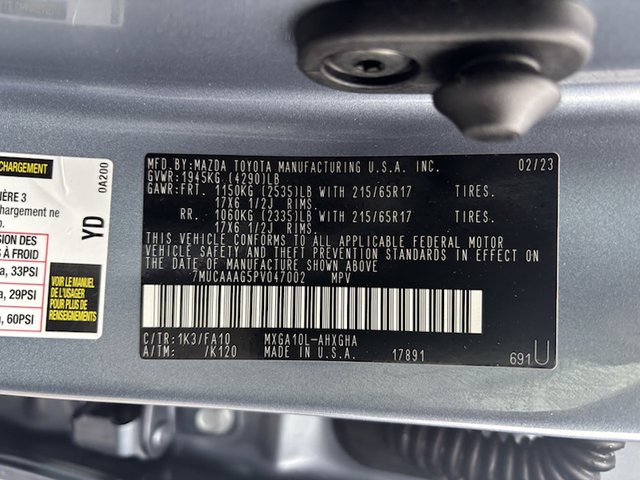 CHARGEMENT
0A200
IÈRE 3
hargement ne
YD
SION DES
À FROID
a, 33PSI
a, 29PSI
a, 60PSI
VOIR LE MANUEL
DE L'USAGER
POUR PLUS DE
RENSEIGNEMENTS
MFD.BY:MAZDA TOYOTA MANUFACTURING U.S.A. INC. 02/23
GVWR:1945KG (4290)LB
GAWR:FRT. 1150KG (2535)LB WITH 215/65R17 TIRES.
17X6 1/2J RIMS.
RR. 1060KG (2335)LB WITH 215/65R17 TIRES.
17X6 1/2J RIMS.
THIS VEHICLE CONFORMS TO ALL APPLICABLE FEDERAL MOTOR
VEHICLE SAFETY AND THEFT PREVENTION STANDARDS IN EFFECT ON
THE DATE OF MANUFACTURE SHOWN ABOVE.
7MUCAAAG5PV047002 MPV
C/TR:1K3/FA10 MXGA10L-AHXGHA
A/TM: /K120 MADE IN U.S.A. 17891 691U